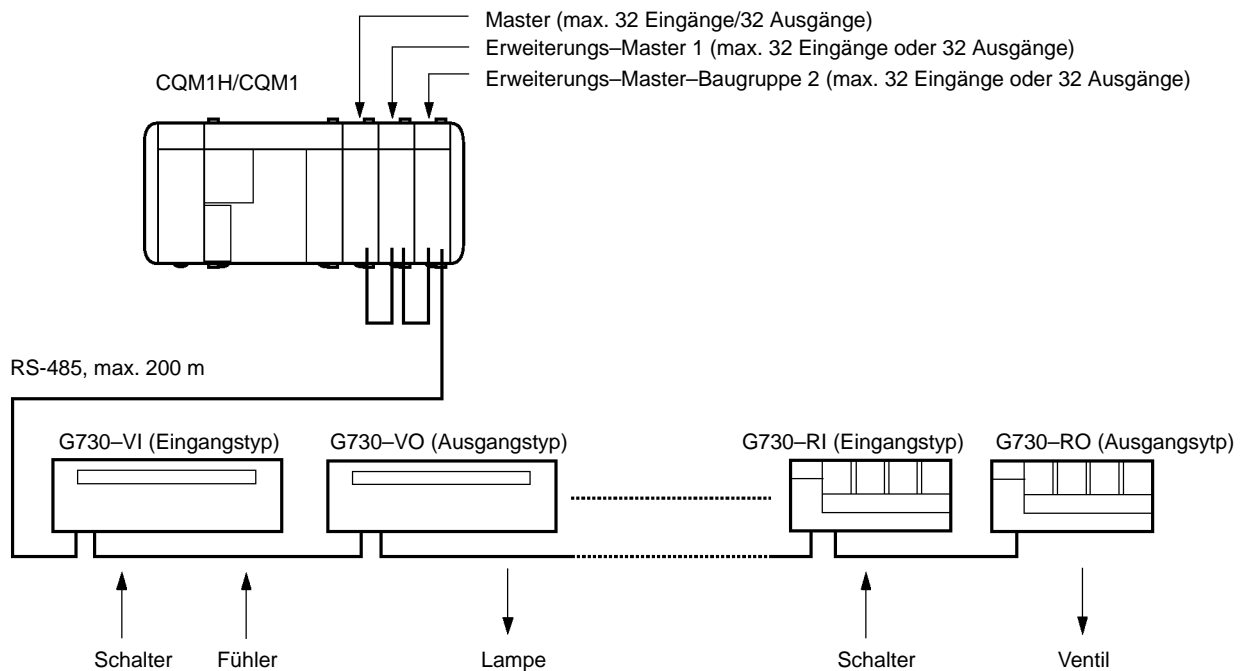 Master (max. 32 Eingänge/32 Ausgänge)
Erweiterungs–Master 1 (max. 32 Eingänge oder 32 Ausgänge)
Erweiterungs–Master–Baugruppe 2 (max. 32 Eingänge oder 32 Ausgänge)
CQM1H/CQM1
RS-485, max. 200 m
G730–VI (Eingangstyp)
G730–VO (Ausgangstyp)
G730–RI (Eingangstyp)
G730–RO (Ausgangsytp)
Schalter
Fühler
Lampe
Schalter
Ventil